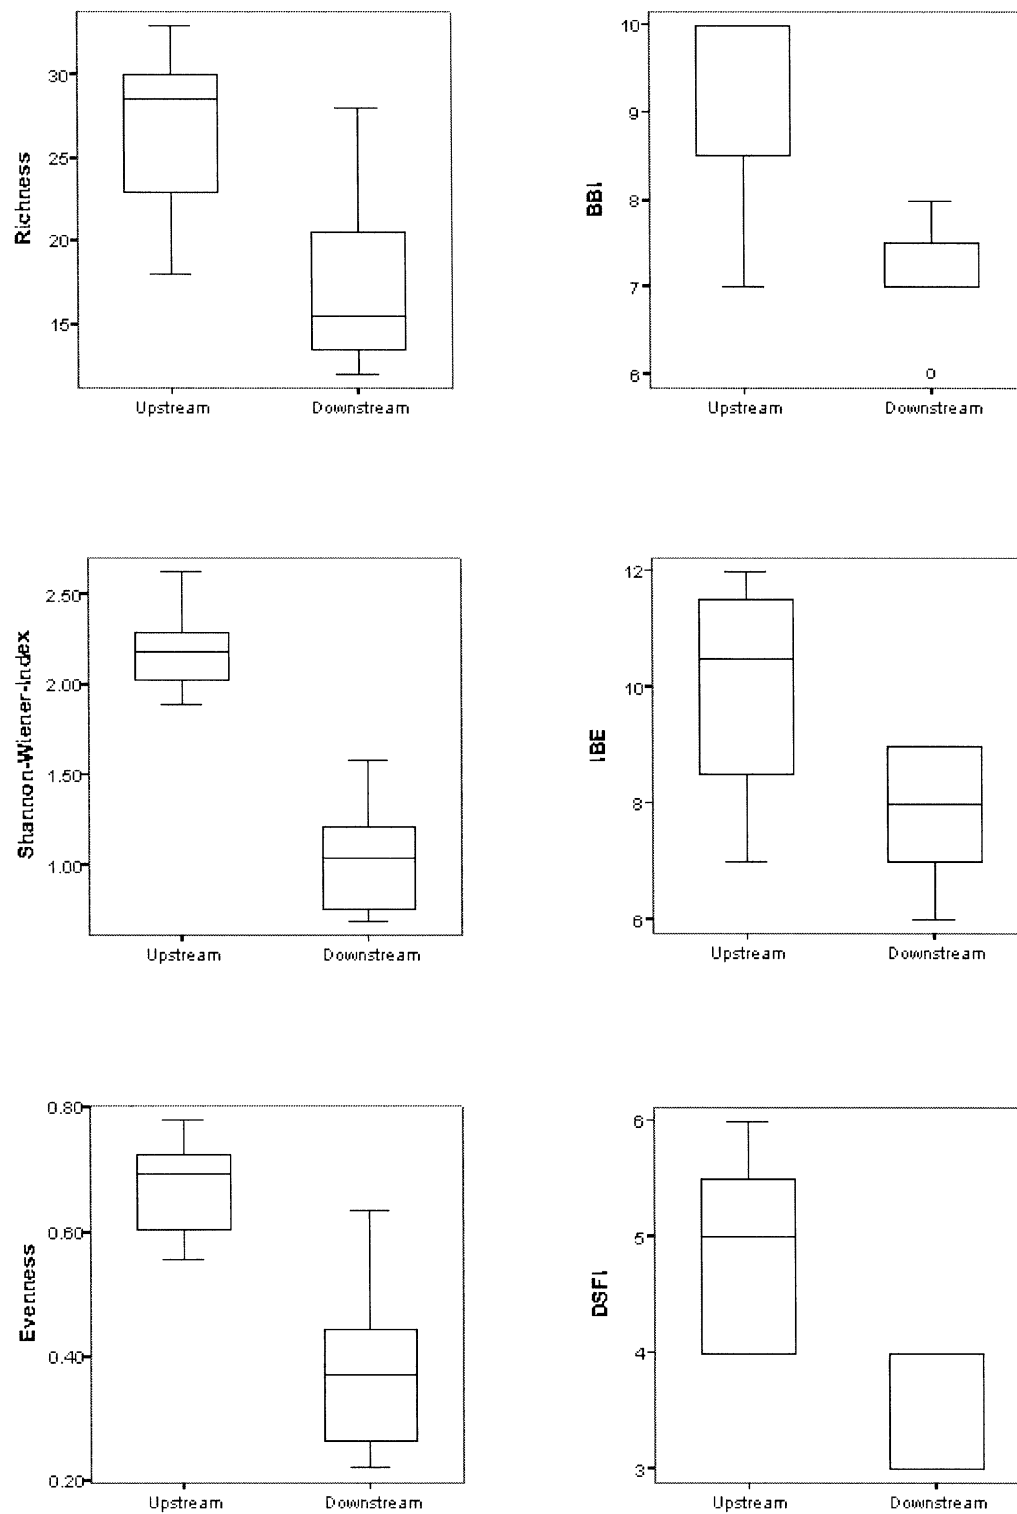 Richness
30
25
20
15
Upstream Downstream
BBI
10
9
8
7
6
Upstream Downstream
Shannon-Wiener-Index
2.50
2.00
1.50
1.00
Upstream Downstream
IBE
12
10
8
6
Upstream Downstream
Evenness
0.80
0.60
0.40
0.20
Upstream Downstream
DSFI
6
5
4
3
Upstream Downstream